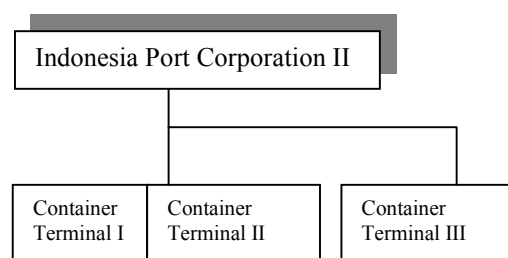 Indonesia Port Corporation II
Container
Terminal I
Container
Terminal II
Container
Terminal III